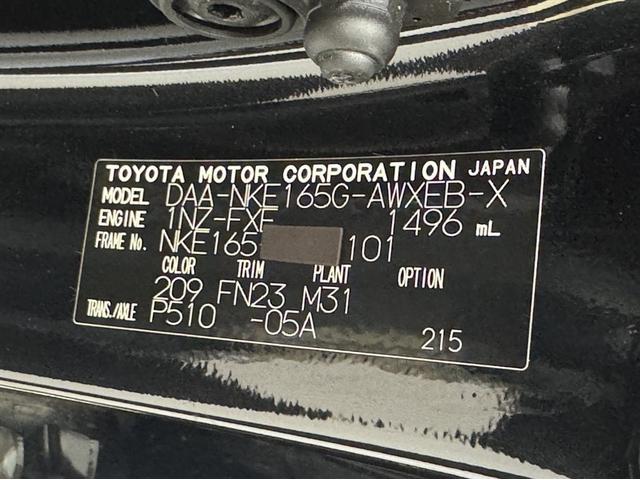 TOYOTA MOTOR CORPORATION JAPAN
MODEL DAA-NKE165G-AWXEB-X
ENGINE 1NZ-FXE 1496 mL
FRAME No. NKE165 101
COLOR TRIM PLANT OPTION
209 FN23 M31
TRANS./AXLE P510 -05A
215